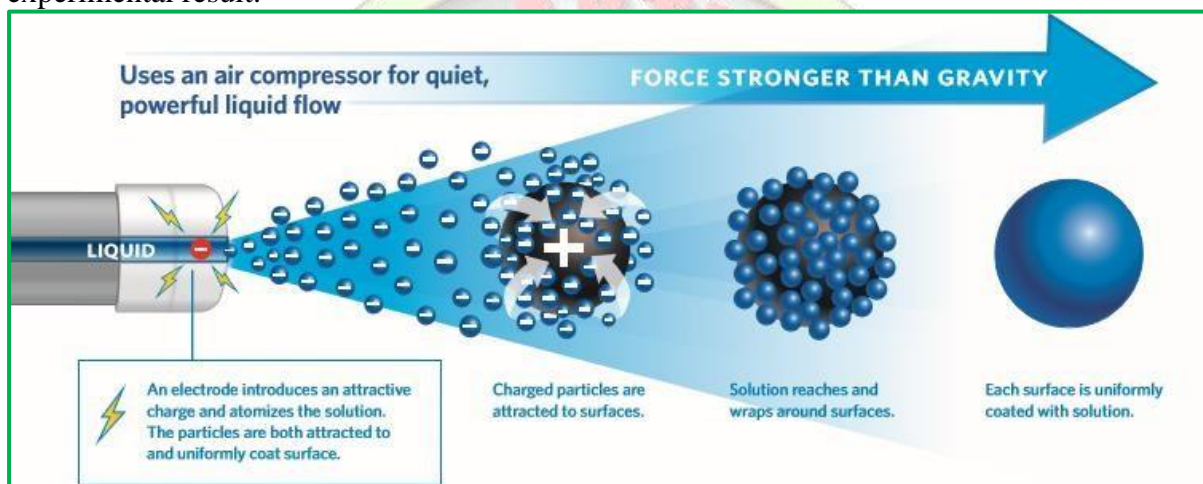 experimental result.
Uses an air compressor for quiet,
powerful liquid flow
FORCE STRONGER THAN GRAVITY
LIQUID
An electrode introduces an attractive
charge and atomizes the solution.
The particles are both attracted to
and uniformly coat surface.
Charged particles are
attracted to surfaces.
Solution reaches and
wraps around surfaces.
Each surface is uniformly
coated with solution.